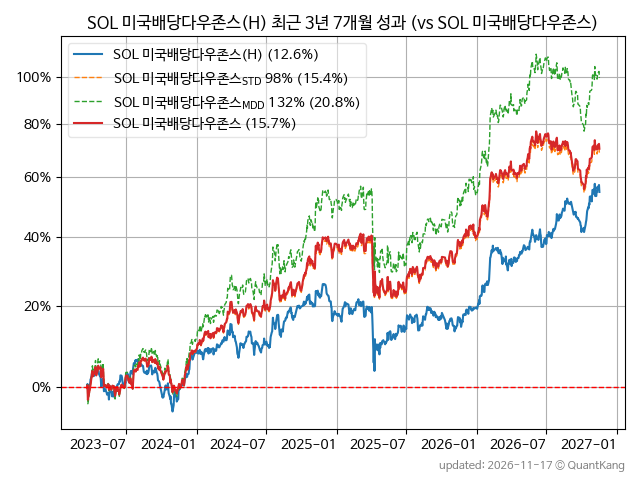 SOL 미국배당다우존스(H) 최근 3년 7개월 성과 (vs SOL 미국배당다우존스)
SOL 미국배당다우존스(H) (12.6%)
SOL 미국배당다우존스STD 98% (15.4%)
SOL 미국배당다우존스MDD 132% (20.8%)
SOL 미국배당다우존스 (15.7%)
100%
80%
60%
40%
20%
0%
2023-07 2024-01 2024-07 2025-01 2025-07 2026-01 2026-07 2027-01
updated: 2026-11-17 © QuantKang